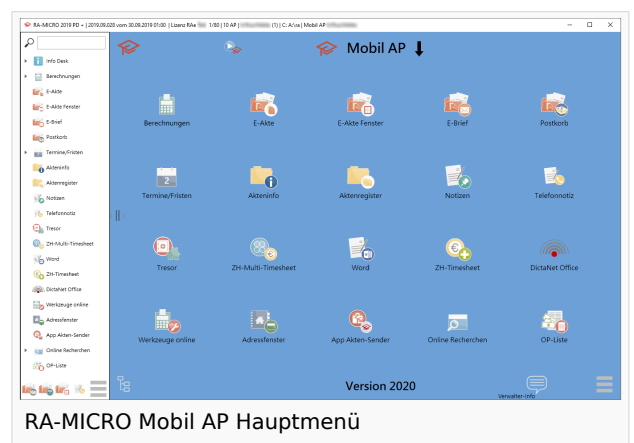 RA-MICRO 2019 PD + | 2019.09.028 vom 30.09.2019 01:00 | Lizenz RAe 1/60 | 10 AP | (1) | C: A:\ra | Mobil AP
Mobil AP
Info Desk
Berechnungen
E-Akte
E-Akte Fenster
E-Brief
Postkorb
Termine/Fristen
Akteninfo
Aktenregister
Notizen
Telefonnotiz
Tresor
ZH-Multi-Timesheet
Word
ZH-Timesheet
DictaNet Office
Werkzeuge online
Adressfenster
App Akten-Sender
Online Recherchen
OP-Liste
Berechnungen
E-Akte
E-Akte Fenster
E-Brief
Postkorb
2
Termine/Fristen
Akteninfo
Aktenregister
Notizen
Telefonnotiz
Tresor
ZH-Multi-Timesheet
Word
ZH-Timesheet
DictaNet Office
Werkzeuge online
Adressfenster
App Akten-Sender
Online Recherchen
OP-Liste
Version 2020
Verwalter-Info
RA-MICRO Mobil AP Hauptmenü